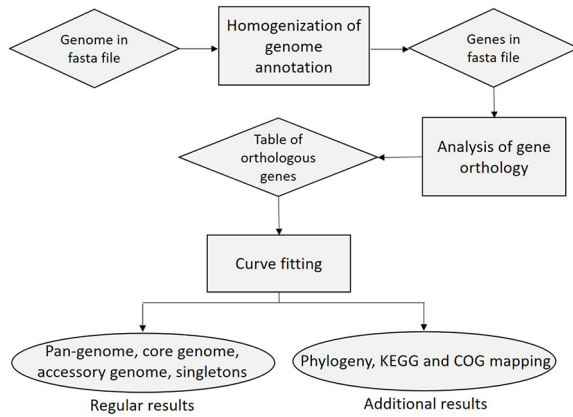 Genome in
fasta file
Homogenization of
genome
annotation
Genes in
fasta file
Table of
orthologous
genes
Analysis of gene
orthology
Curve fitting
Pan-genome, core genome,
accessory genome, singletons
Phylogeny, KEGG and COG mapping
Regular results
Additional results